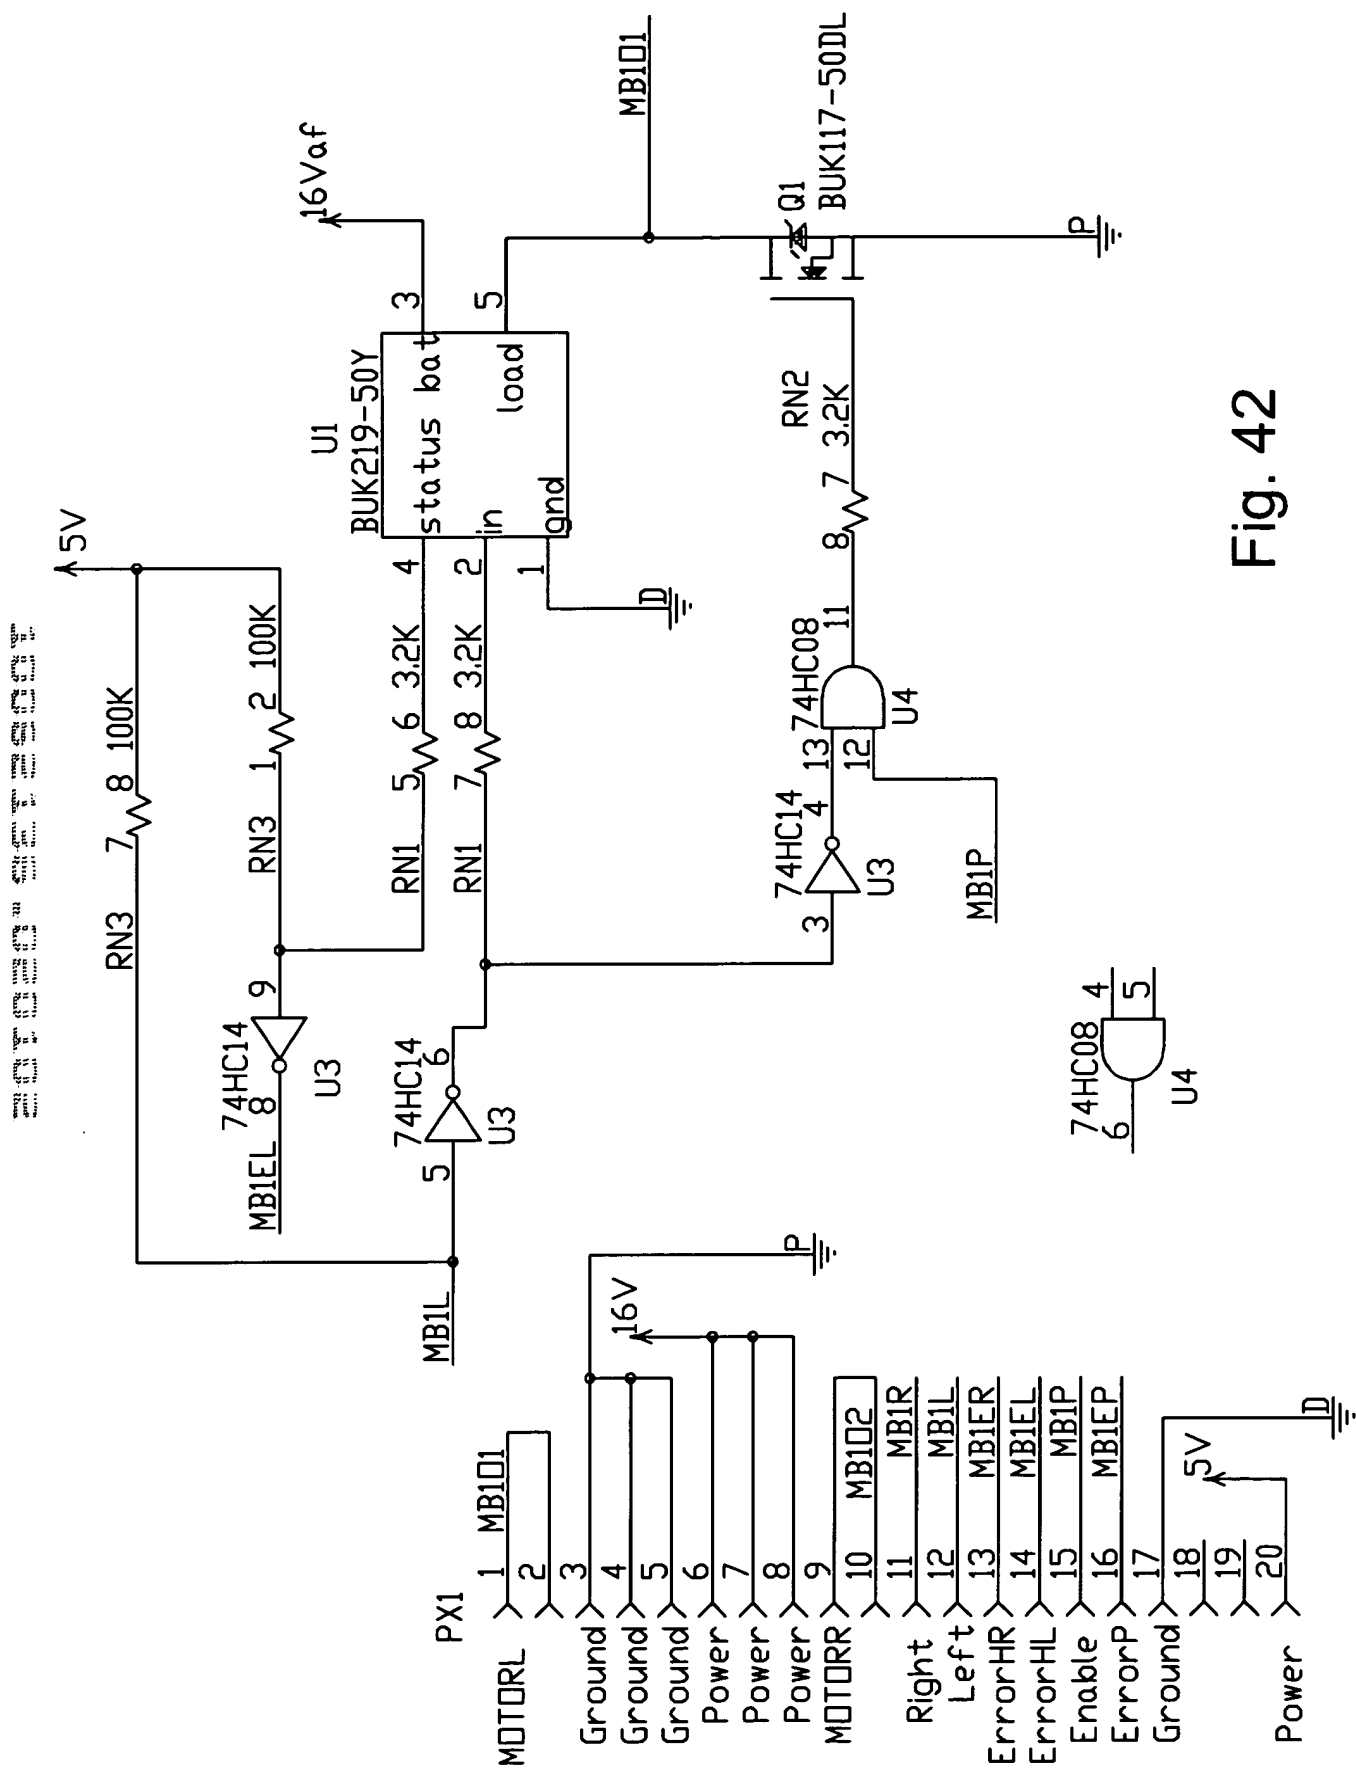 10062135 .020102
5V
RN3 7 8 100K
RN3 1 2 100K
MB1EL 8 9
74HC14
U3
RN1 5 6 3.2K 4
RN1 7 8 3.2K 2
1
D
MB1L 5 6
74HC14
U3
U1
BUK219-50Y
status bat
in
load
gnd
3
5
16Vaf
MB1O1
Q1
BUK117-50DL
P
3 4
74HC14
U3
13
12
11
74HC08
U4
MB1P
8 7 3.2K
RN2
74HC08
6
4
5
U4
PX1
MOTORL 1 MB1O1
2
Ground 3
Ground 4
Ground 5
Power 6
Power 7
Power 8
MOTORR 9
10 MB1O2
Right 11 MB1R
Left 12 MB1L
ErrorHR 13 MB1ER
ErrorHL 14 MB1EL
Enable 15 MB1P
ErrorP 16 MB1EP
Ground 17
18
19
Power 20
16V
P
5V
D
Fig. 42